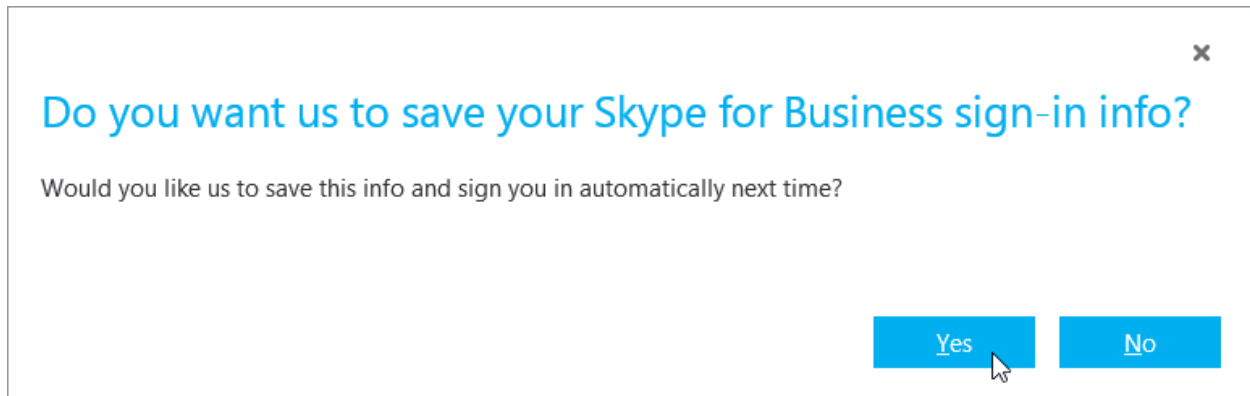 Do you want us to save your Skype for Business sign-in info?
Would you like us to save this info and sign you in automatically next time?
Yes No